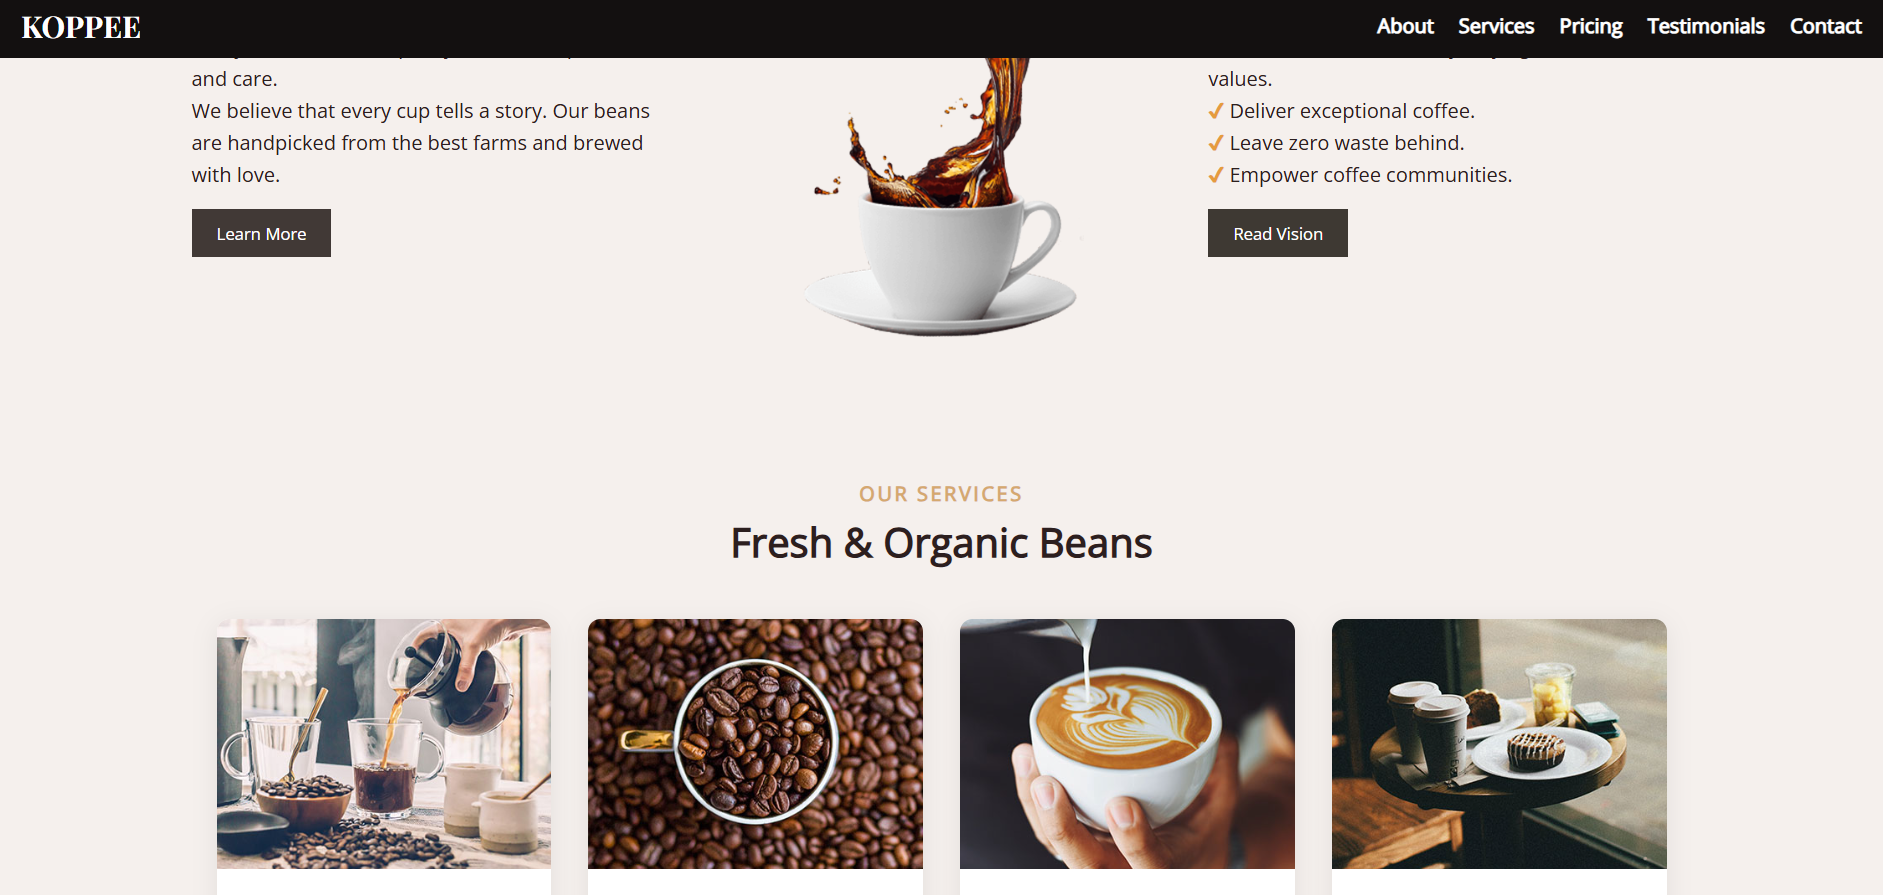 KOPPEE
About Services Pricing Testimonials Contact
and care.
We believe that every cup tells a story. Our beans
are handpicked from the best farms and brewed
with love.
Learn More
values.
✓ Deliver exceptional coffee.
✓ Leave zero waste behind.
✓ Empower coffee communities.
Read Vision
OUR SERVICES
Fresh & Organic Beans